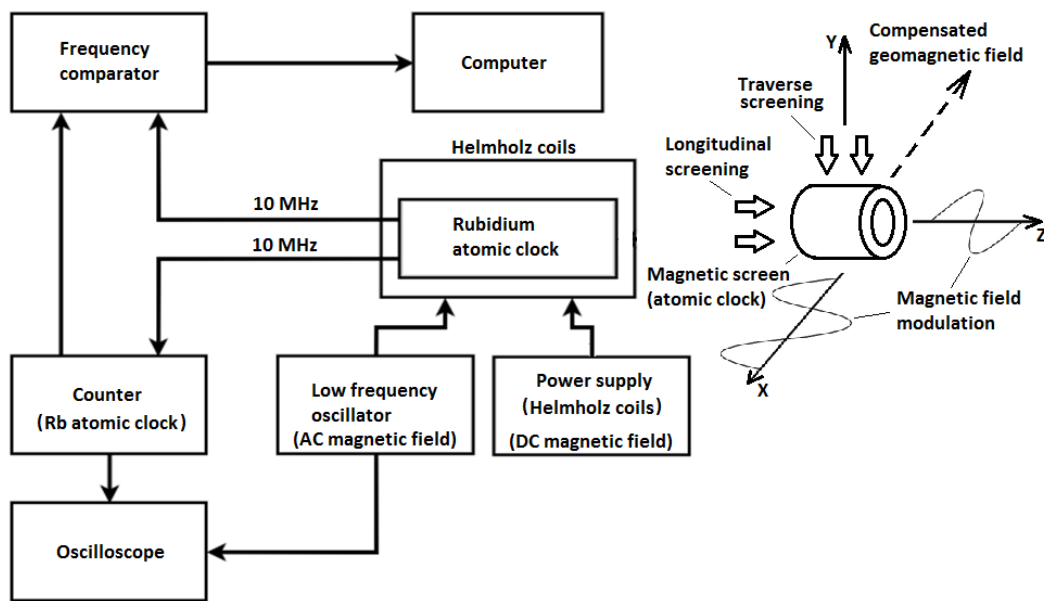 Frequency
comparator
Computer
Helmholz coils
10 MHz
10 MHz
Rubidium
atomic clock
Counter
(Rb atomic clock)
Low frequency
oscillator
(AC magnetic field)
Power supply
(Helmholz coils)
(DC magnetic field)
Oscilloscope
Y
Compensated
geomagnetic field
Traverse
screening
Longitudinal
screening
Z
Magnetic screen
(atomic clock)
Magnetic field
modulation
X